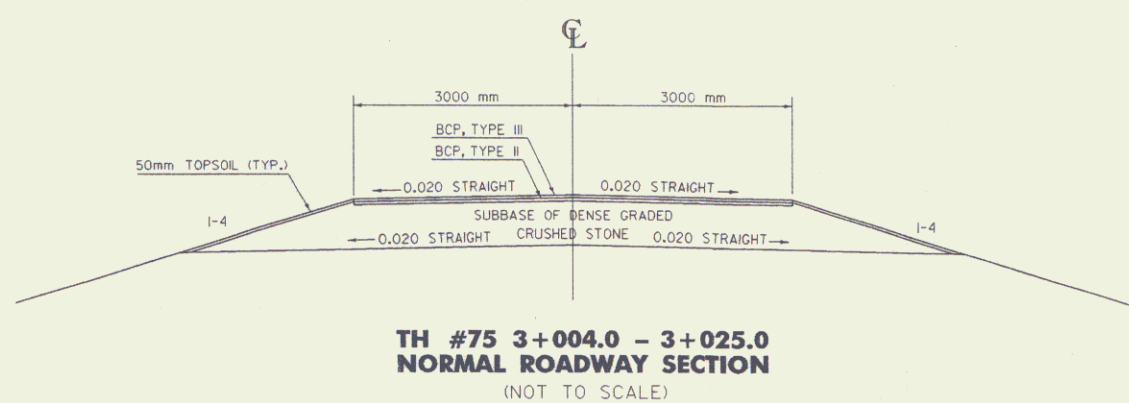 CL
3000 mm 3000 mm
BCP, TYPE III
BCP, TYPE II
50mm TOPSOIL (TYP.)
0.020 STRAIGHT 0.020 STRAIGHT
1-4 1-4
SUBBASE OF DENSE GRADED
CRUSHED STONE
0.020 STRAIGHT 0.020 STRAIGHT
TH #75 3+004.0 - 3+025.0
NORMAL ROADWAY SECTION
(NOT TO SCALE)